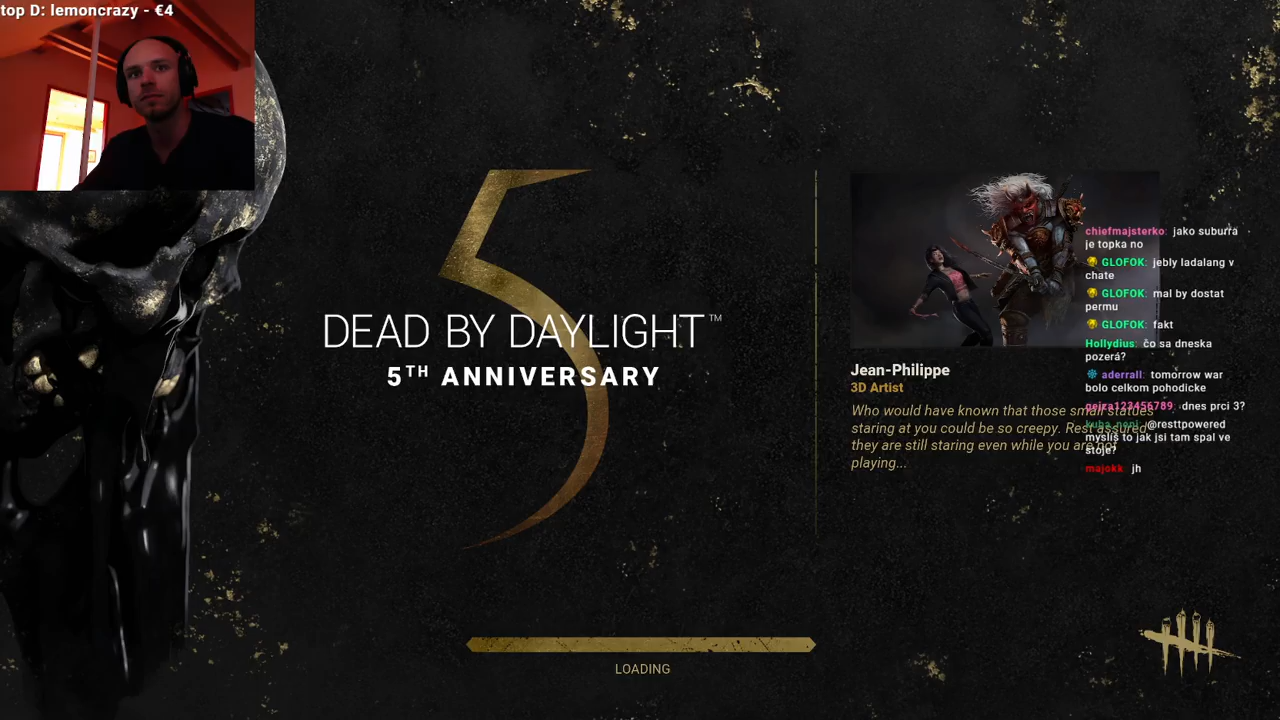 top D: lemoncrazy - €4
DEAD BY DAYLIGHT™
5TH ANNIVERSARY
Jean-Philippe
3D Artist
Who would have known that those small statues
staring at you could be so creepy. Rest assured,
they are still staring even while you are not
playing...
chiefmajsterko: jako suburra
je topka no
GLOFOK: jebly ladalang v
chate
GLOFOK: mal by dostat
permu
GLOFOK: fakt
Hollydius: čo sa dneska
pozerá?
aderrall: tomorrow war
bolo celkom pohodicke
dnes prci 3?
@resttpowered
myslíš to jak jsi tam spal ve
stoje?
majokk: jh
LOADING